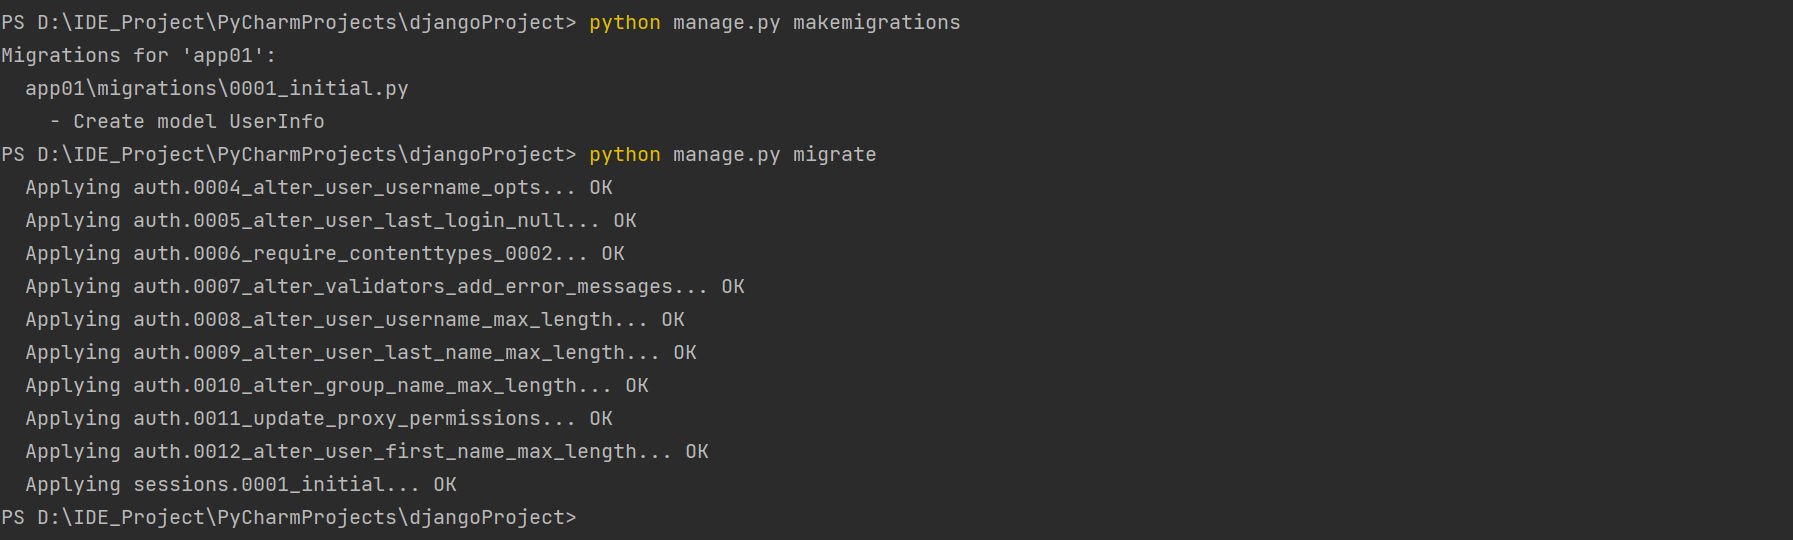 PS D:\IDE_Project\PyCharmProjects\djangoProject> python manage.py makemigrations
Migrations for 'app01':
  app01\migrations\0001_initial.py
    - Create model UserInfo
PS D:\IDE_Project\PyCharmProjects\djangoProject> python manage.py migrate
  Applying auth.0004_alter_user_username_opts... OK
  Applying auth.0005_alter_user_last_login_null... OK
  Applying auth.0006_require_contenttypes_0002... OK
  Applying auth.0007_alter_validators_add_error_messages... OK
  Applying auth.0008_alter_user_username_max_length... OK
  Applying auth.0009_alter_user_last_name_max_length... OK
  Applying auth.0010_alter_group_name_max_length... OK
  Applying auth.0011_update_proxy_permissions... OK
  Applying auth.0012_alter_user_first_name_max_length... OK
  Applying sessions.0001_initial... OK
PS D:\IDE_Project\PyCharmProjects\djangoProject>